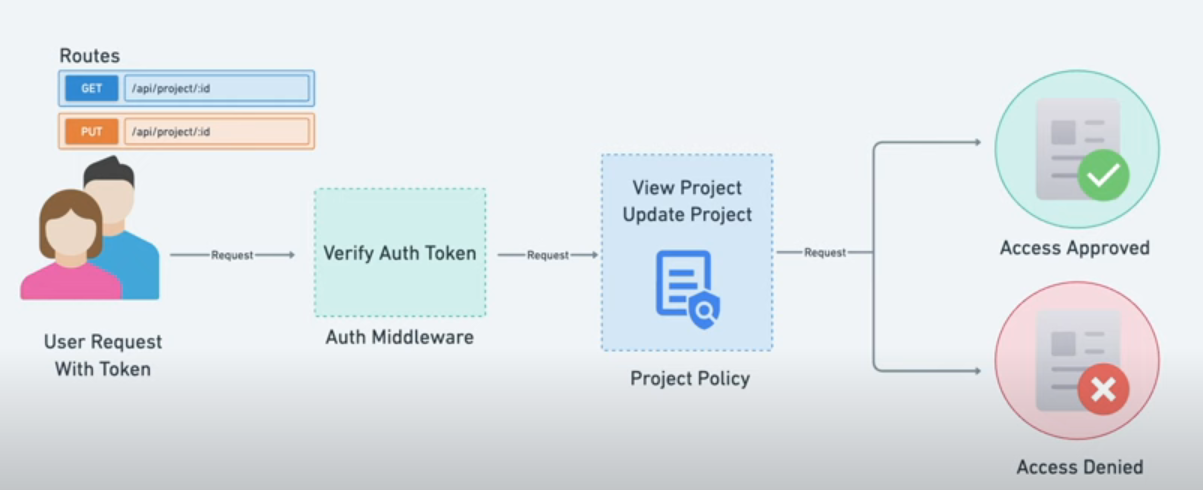 Routes
GET /api/project/:id
PUT /api/project/:id
User Request
With Token
Request
Verify Auth Token
Auth Middleware
Request
View Project
Update Project
Project Policy
Request
Access Approved
Access Denied